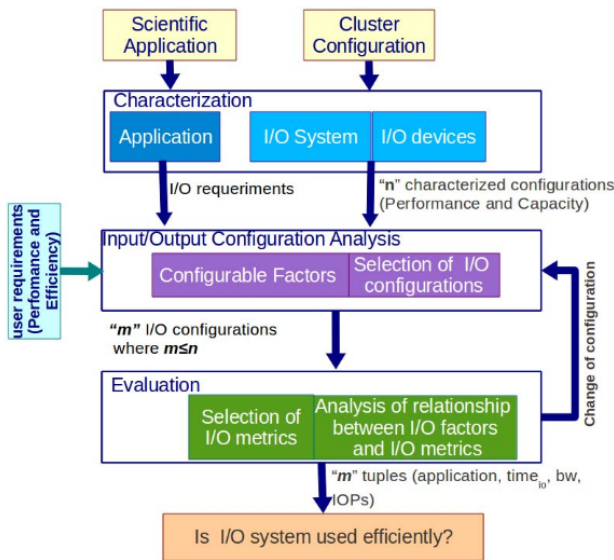 Scientific
Application
Cluster
Configuration
Characterization
Application
I/O System
I/O devices
I/O requeriments
“n” characterized configurations
(Performance and Capacity)
user requirements
(Perfomance and
Efficiency)
Input/Output Configuration Analysis
Configurable Factors
Selection of I/O
configurations
“m” I/O configurations
where m≤n
Change of configuration
Evaluation
Selection of
I/O metrics
Analysis of relationship
between I/O factors
and I/O metrics
“m” tuples (application, time_io, bw,
IOPs)
Is I/O system used efficiently?